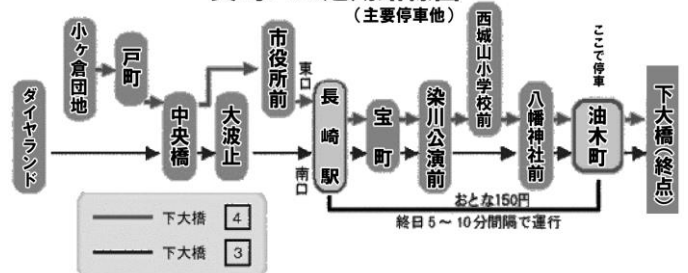 (主要停車他)
小ヶ倉団地
戸町
市役所前
東口
西城山小学校前
ここで停車
ダイヤランド
中央橋
大波止
長崎駅
南口
宝町
染川公演前
八幡神社前
油木町
下大橋(終点)
おとな150円
終日5～10分間隔で運行
下大橋 4
下大橋 3